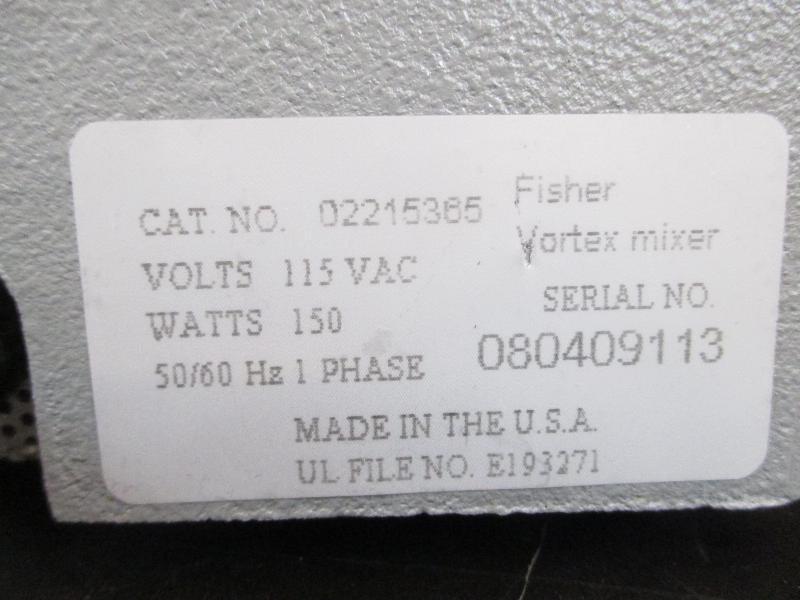 CAT. NO. 02215365
Fisher
Vortex mixer
VOLTS 115 VAC
WATTS 150
50/60 Hz 1 PHASE
SERIAL NO.
080409113
MADE IN THE U.S.A.
UL FILE NO. E193271